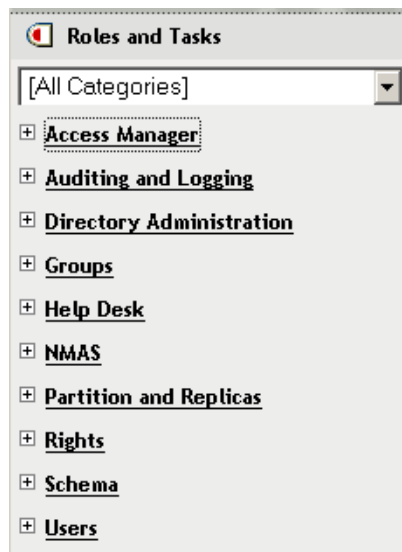 Roles and Tasks
[All Categories]
Access Manager
Auditing and Logging
Directory Administration
Groups
Help Desk
NMAS
Partition and Replicas
Rights
Schema
Users